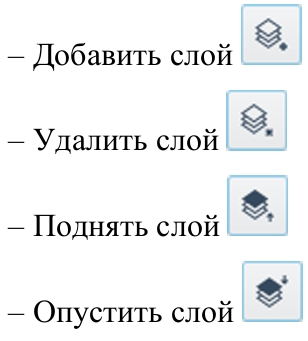 – Добавить слой
– Удалить слой
– Поднять слой
– Опустить слой